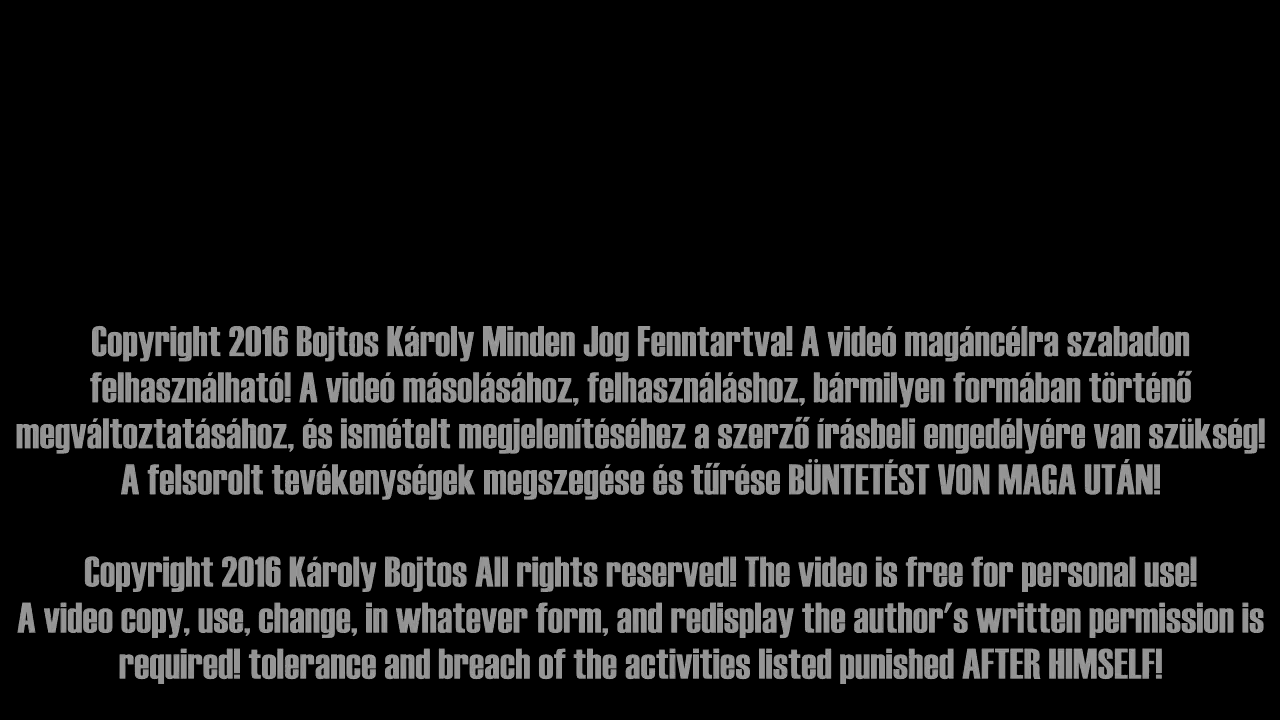 Copyright 2016 Bojtos Károly Minden Jog Fenntartva! A videó magáncélra szabadon
felhasználható! A videó másolásához, felhasználáshoz, bármilyen formában történő
megváltoztatásához, és ismételt megjelenítéséhez a szerző írásbeli engedélyére van szükség!
A felsorolt tevékenységek megszegése és tűrése BÜNTETÉST VON MAGA UTÁN!
Copyright 2016 Károly Bojtos All rights reserved! The video is free for personal use!
A video copy, use, change, in whatever form, and redisplay the author's written permission is
required! tolerance and breach of the activities listed punished AFTER HIMSELF!